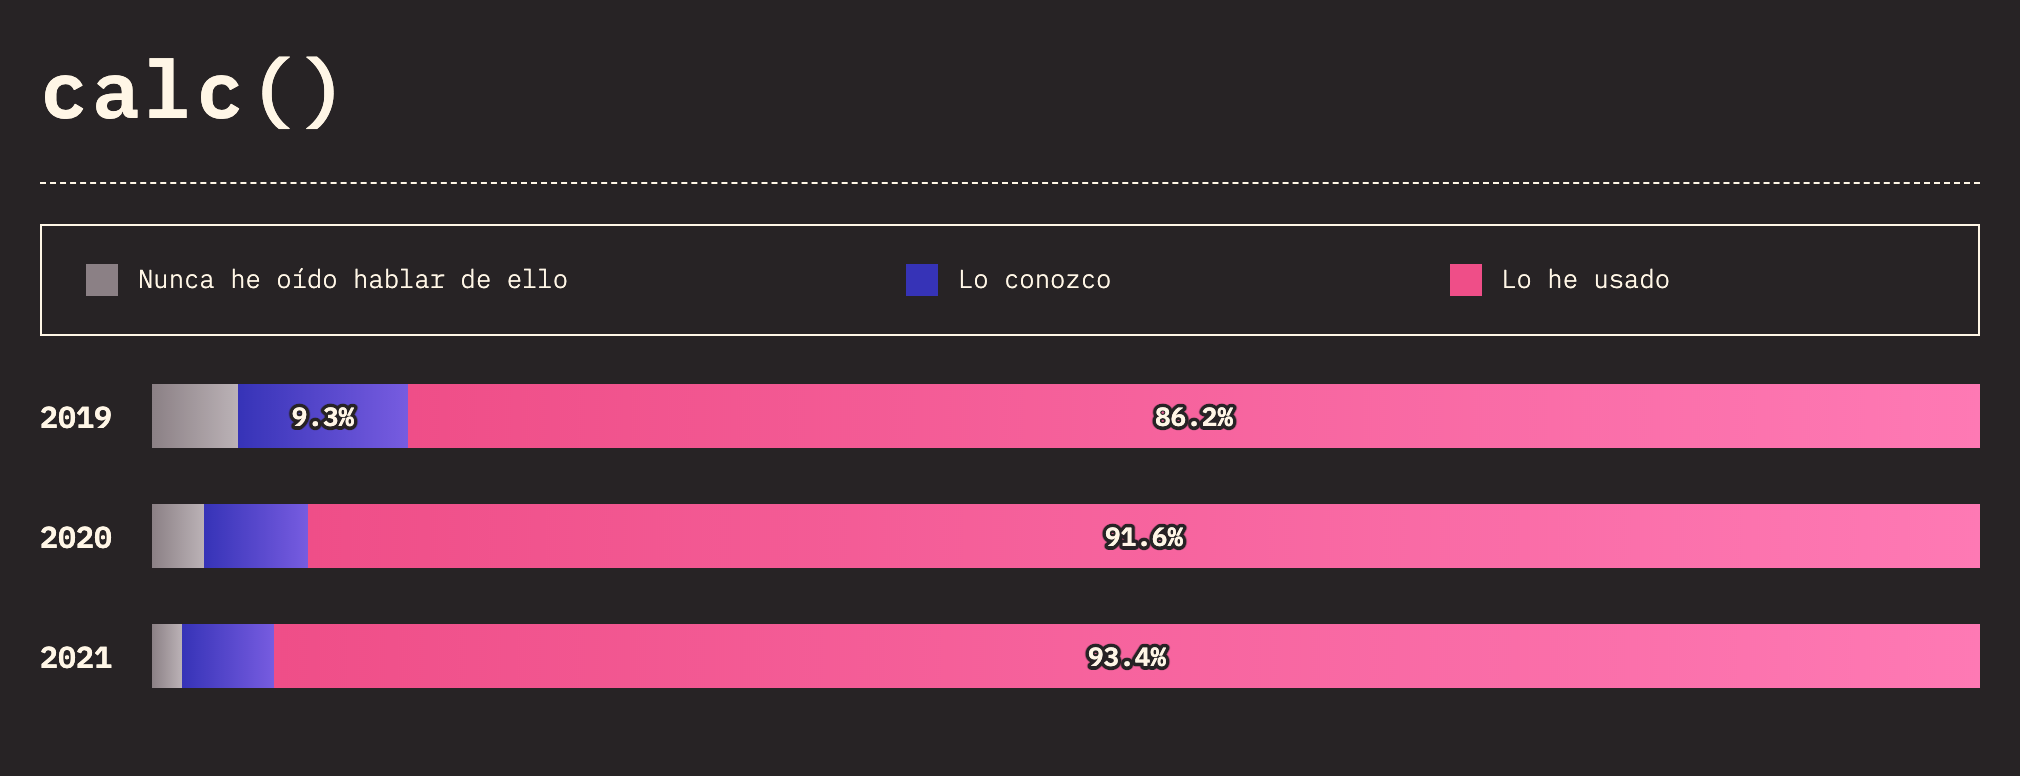 calc()
Nunca he oído hablar de ello Lo conozco Lo he usado
2019 9.3% 86.2%
2020 91.6%
2021 93.4%